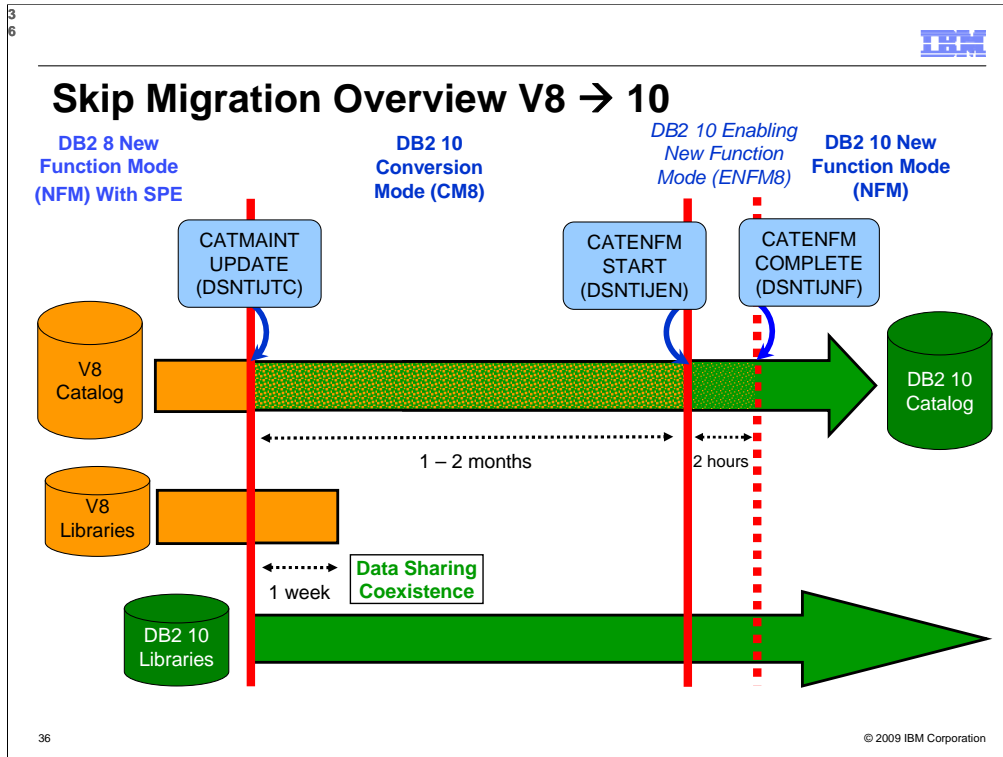 3
6
IBM
Skip Migration Overview V8 → 10
DB2 8 New
Function Mode
(NFM) With SPE
DB2 10
Conversion
Mode (CM8)
DB2 10 Enabling
New Function
Mode (ENFM8)
DB2 10 New
Function Mode
(NFM)
CATMAINT
UPDATE
(DSNTIJTC)
CATENFM
START
(DSNTIJEN)
CATENFM
COMPLETE
(DSNTIJNF)
V8
Catalog
DB2 10
Catalog
1 – 2 months
2 hours
V8
Libraries
1 week
Data Sharing
Coexistence
DB2 10
Libraries
36
© 2009 IBM Corporation